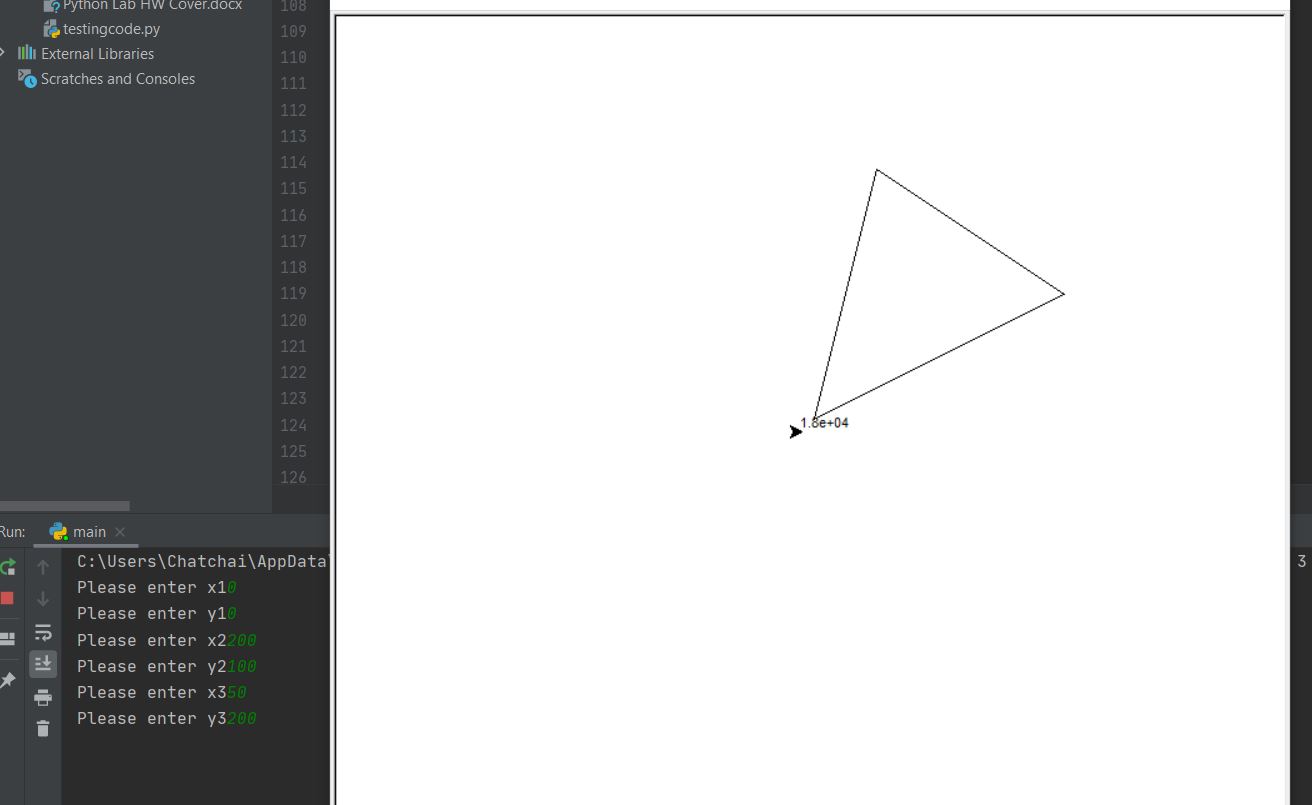 Python Lab HW Cover.docx
testingcode.py
External Libraries
Scratches and Consoles
108
109
110
111
112
113
114
115
116
117
118
119
120
121
122
123
124
125
126
1.8e+04
Run:
main
C:\Users\Chatchai\AppData\
3
Please enter x10
Please enter y10
Please enter x2200
Please enter y2100
Please enter x350
Please enter y3200